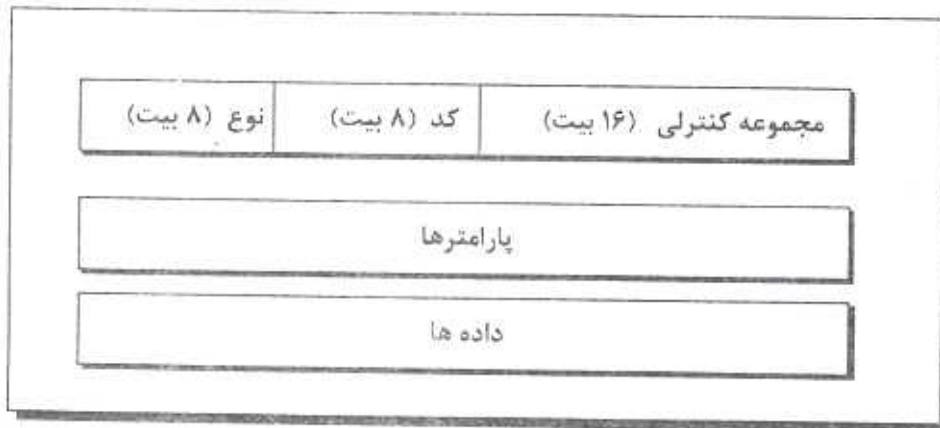 نوع (۸ بیت) کد (۸ بیت) مجموعه کنترلی (۱۶ بیت)
پارامترها
داده ها